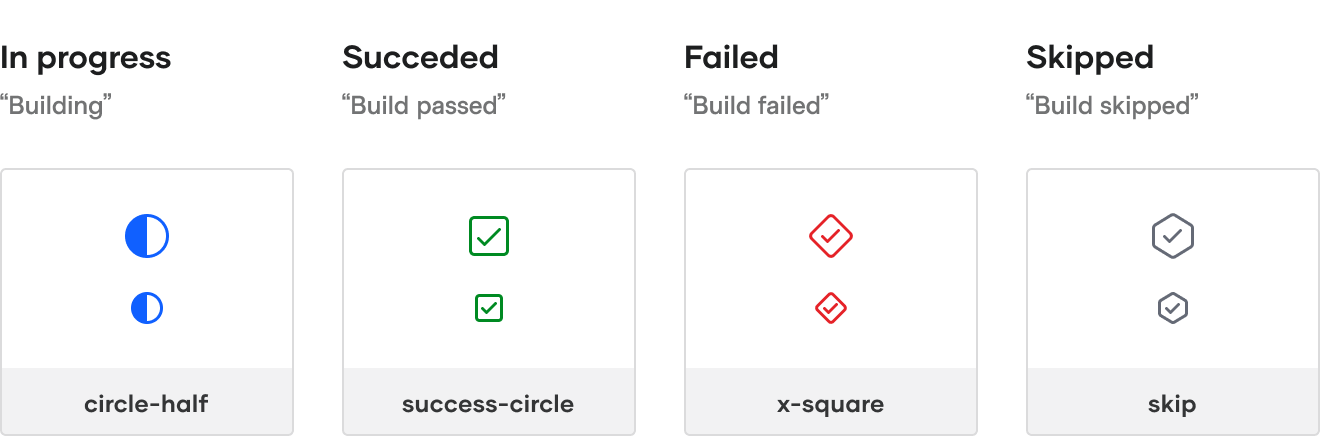 In progress
“Building”
Succeded
“Build passed”
Failed
“Build failed”
Skipped
“Build skipped”
circle-half
success-circle
x-square
skip